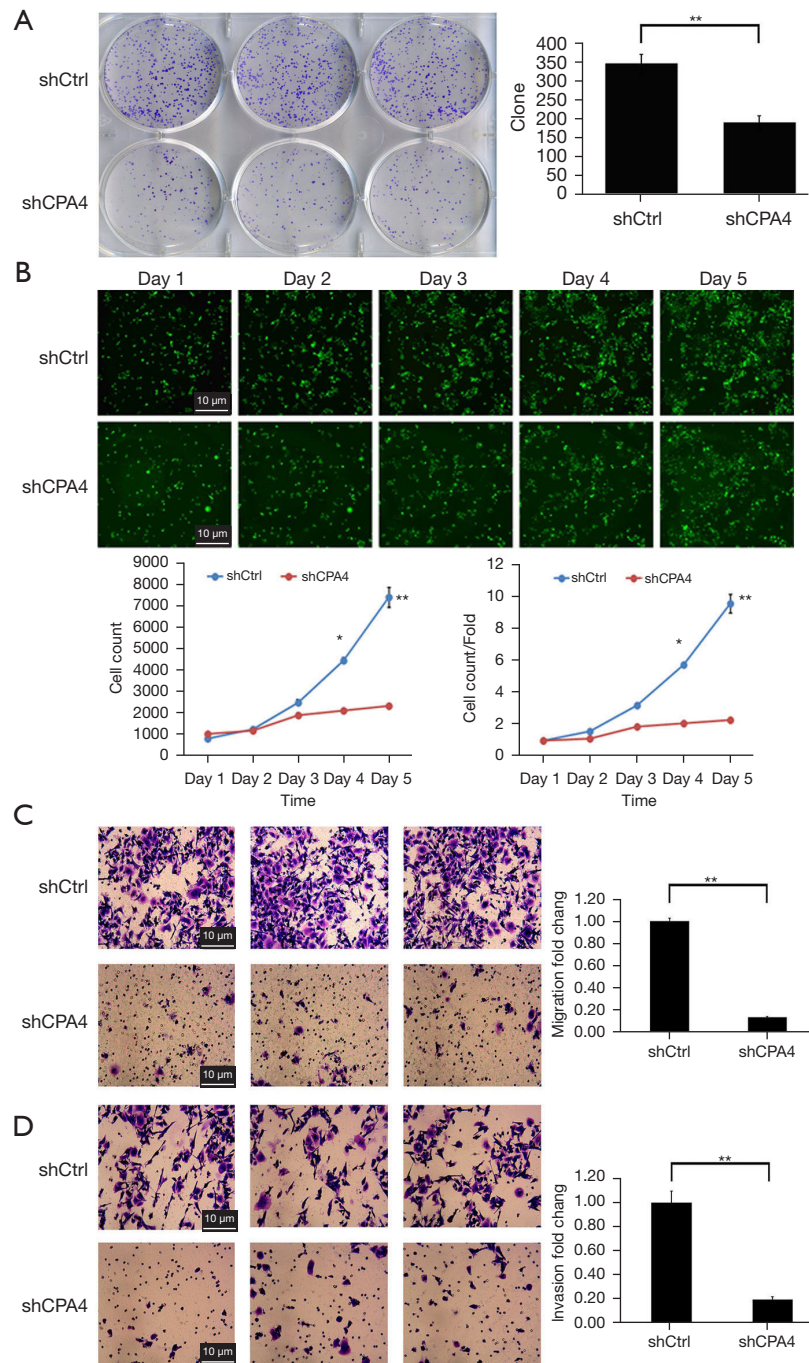 A
shCtrl
shCPA4
Clone
400
350
300
250
200
150
100
50
0
**
shCtrl
shCPA4
B
Day 1
Day 2
Day 3
Day 4
Day 5
shCtrl
10 µm
shCPA4
10 µm
Cell count
9000
8000
7000
6000
5000
4000
3000
2000
1000
0
shCtrl
shCPA4
*
**
Day 1 Day 2 Day 3 Day 4 Day 5
Time
Cell count/Fold
12
10
8
6
4
2
0
shCtrl
shCPA4
*
**
Day 1 Day 2 Day 3 Day 4 Day 5
Time
C
shCtrl
10 µm
shCPA4
10 µm
Migration fold chang
1.20
1.00
0.80
0.60
0.40
0.20
0.00
**
shCtrl
shCPA4
D
shCtrl
10 µm
shCPA4
10 µm
Invasion fold chang
1.20
1.00
0.80
0.60
0.40
0.20
0.00
**
shCtrl
shCPA4